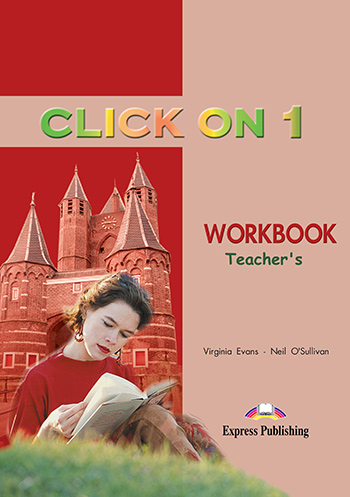 CLICK ON 1
WORKBOOK
Teacher's
Virginia Evans - Neil O'Sullivan
Express Publishing